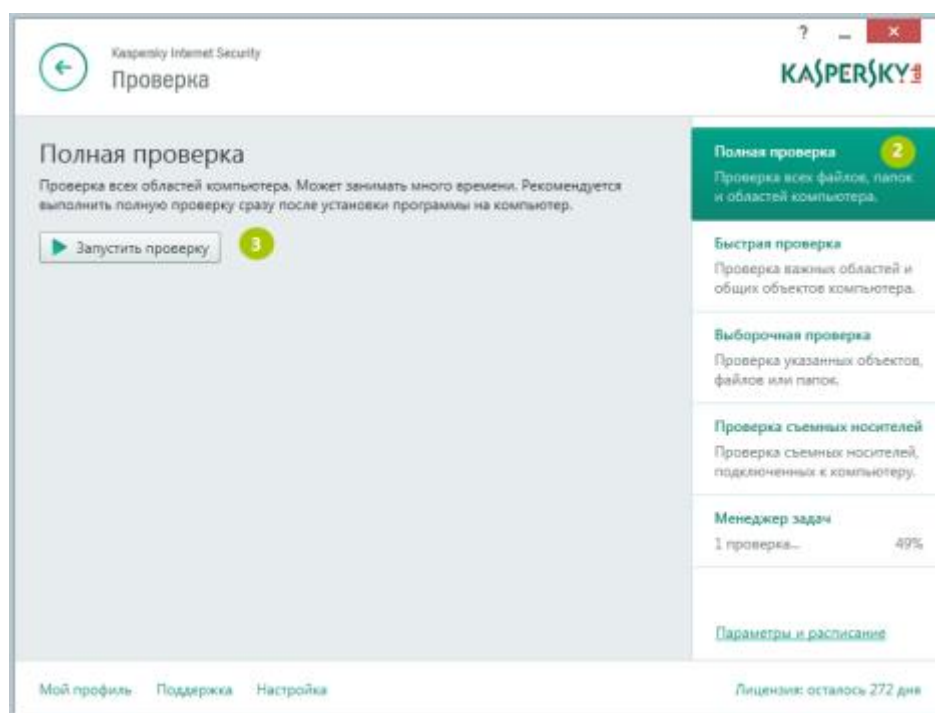 Kaspersky Internet Security
Проверка
? _ ×
KASPERSKY lab
Полная проверка
Проверка всех областей компьютера. Может занимать много времени. Рекомендуется
выполнить полную проверку сразу после установки программы на компьютер.
Запустить проверку 3
Полная проверка 2
Проверка всех файлов, папок
и областей компьютера.
Быстрая проверка
Проверка важных областей и
общих объектов компьютера.
Выборочная проверка
Проверка указанных объектов,
файлов или папок.
Проверка съемных носителей
Проверка съемных носителей,
подключенных к компьютеру.
Менеджер задач
1 проверка... 49%
Параметры и расписание
Мой профиль Поддержка Настройка Лицензия: осталось 272 дня